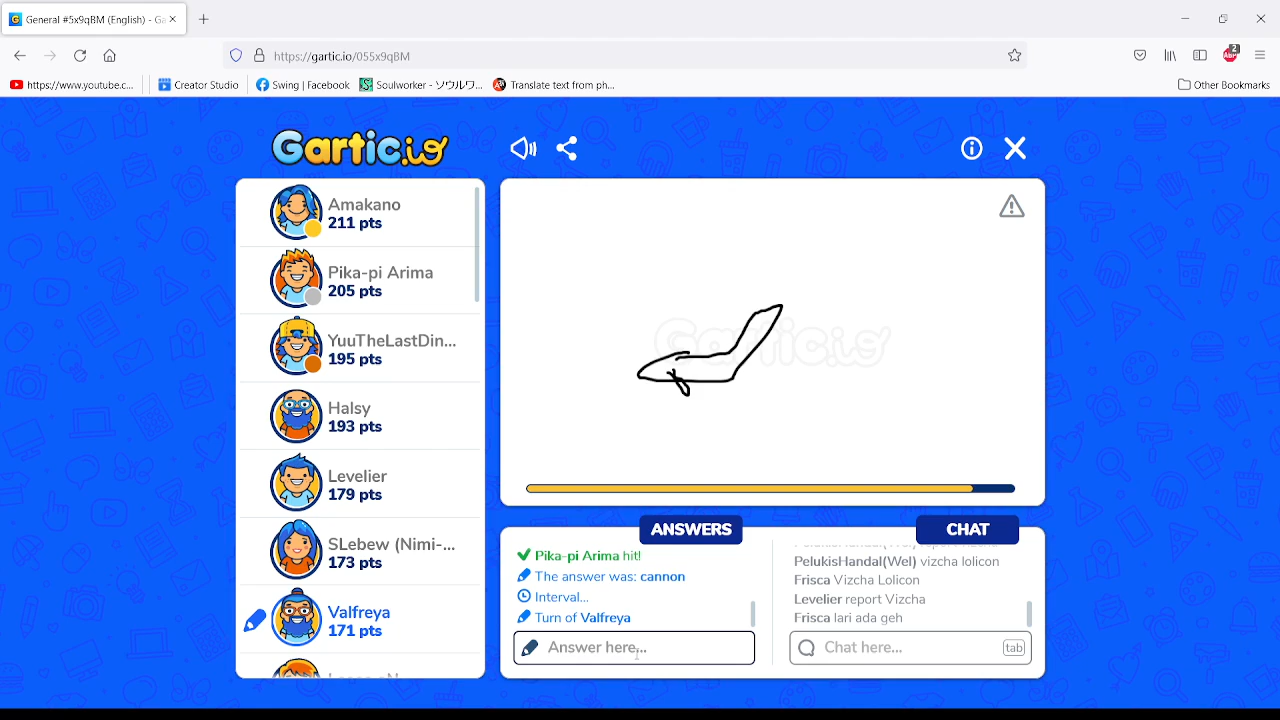 General #5x9qBM (English) - Ga
https://gartic.io/055x9qBM
2
https://www.youtube.c...
Creator Studio
Swing | Facebook
Soulworker - ソウルワ...
Translate text from ph...
Other Bookmarks
Gartic.io
Amakano
211 pts
Pika-pi Arima
205 pts
YuuTheLastDin...
195 pts
Halsy
193 pts
Levelier
179 pts
SLebew (Nimi-...
173 pts
Valfreya
171 pts
Gartic.io
ANSWERS
Pika-pi Arima hit!
The answer was: cannon
Interval...
Turn of Valfreya
Answer here...
CHAT
PelukisHandal(Wel) vizcha lolicon
Frisca Vizcha Lolicon
Levelier report Vizcha
Frisca lari ada geh
Chat here...
tab